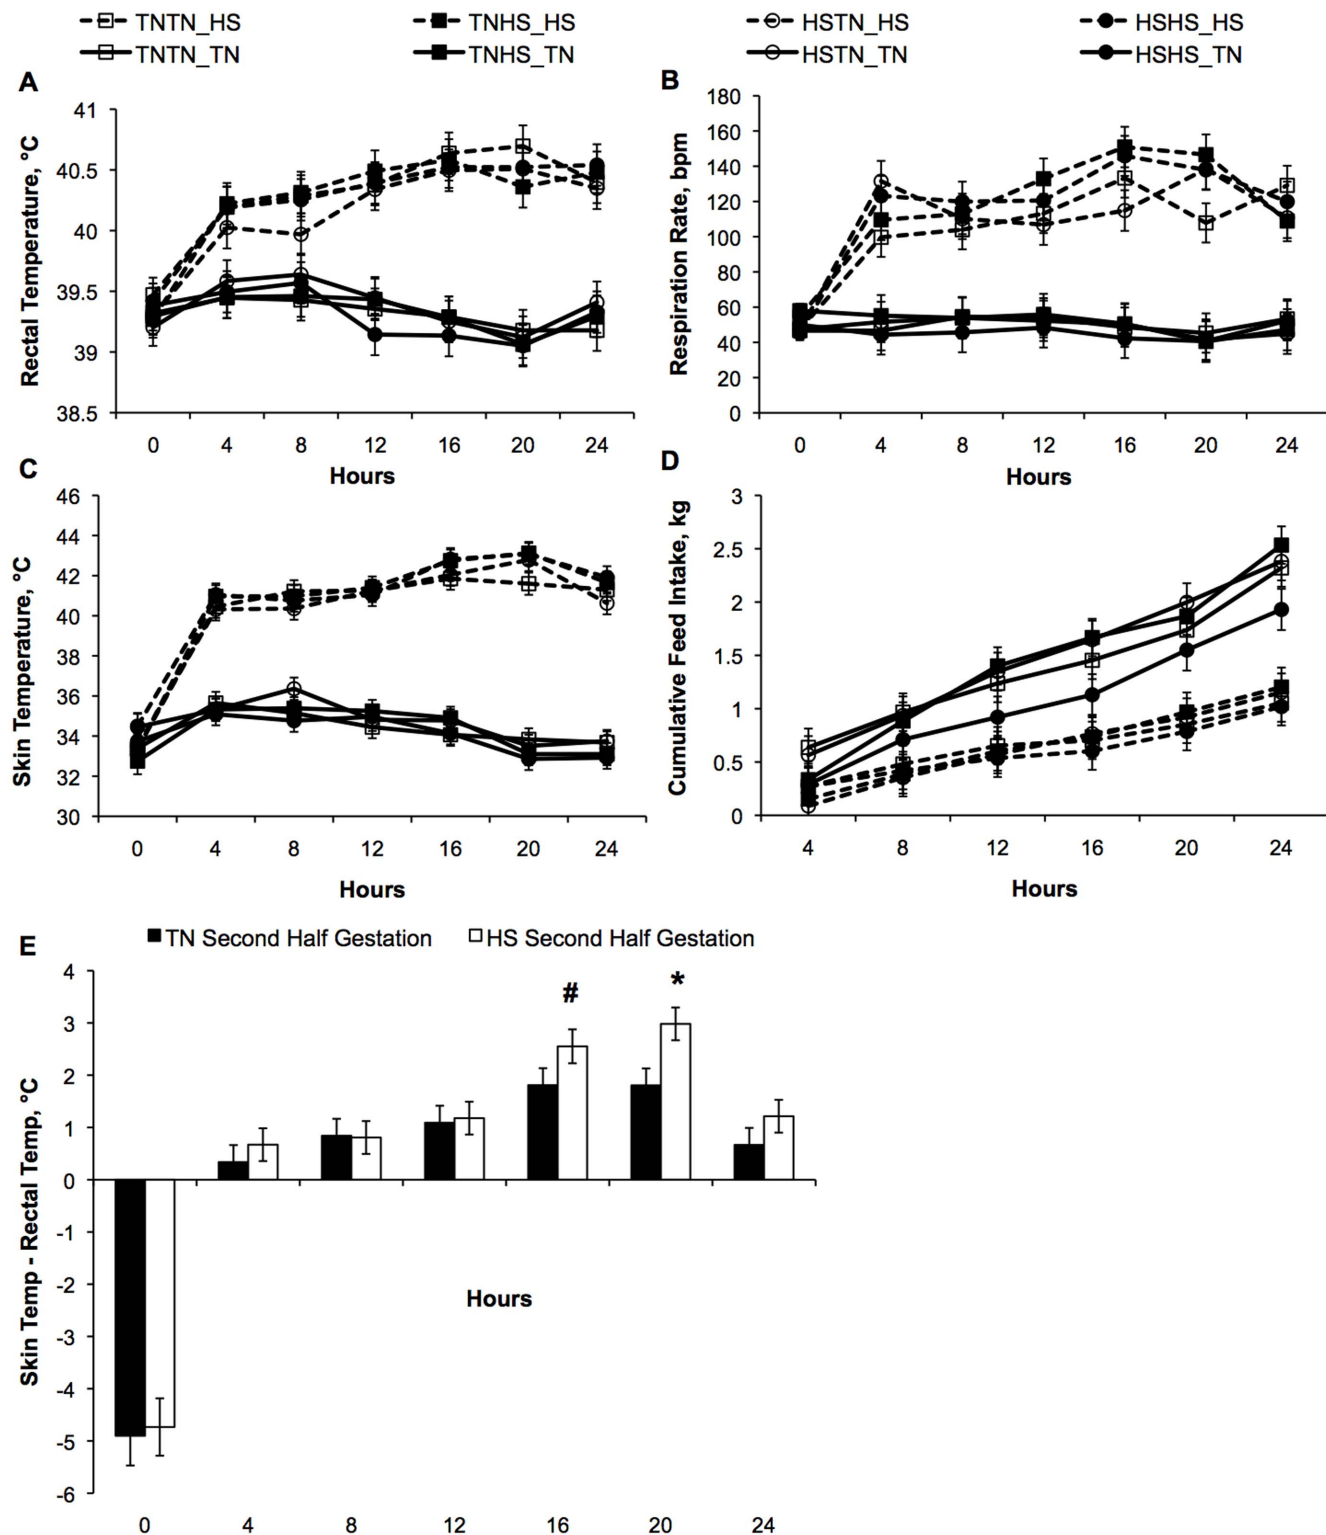 TNTN_HS TNHS_HS HSTN_HS HSHS_HS
TNTN_TN TNHS_TN HSTN_TN HSHS_TN
A
Rectal Temperature, °C
41
40.5
40
39.5
39
38.5
0 4 8 12 16 20 24
Hours
B
Respiration Rate, bpm
180
160
140
120
100
80
60
40
20
0
0 4 8 12 16 20 24
Hours
C
Skin Temperature, °C
46
44
42
40
38
36
34
32
30
0 4 8 12 16 20 24
Hours
D
Cumulative Feed Intake, kg
3
2.5
2
1.5
1
0.5
0
4 8 12 16 20 24
Hours
E
TN Second Half Gestation HS Second Half Gestation
Skin Temp - Rectal Temp, °C
4
3
2
1
0
-1
-2
-3
-4
-5
-6
# *
Hours
0 4 8 12 16 20 24